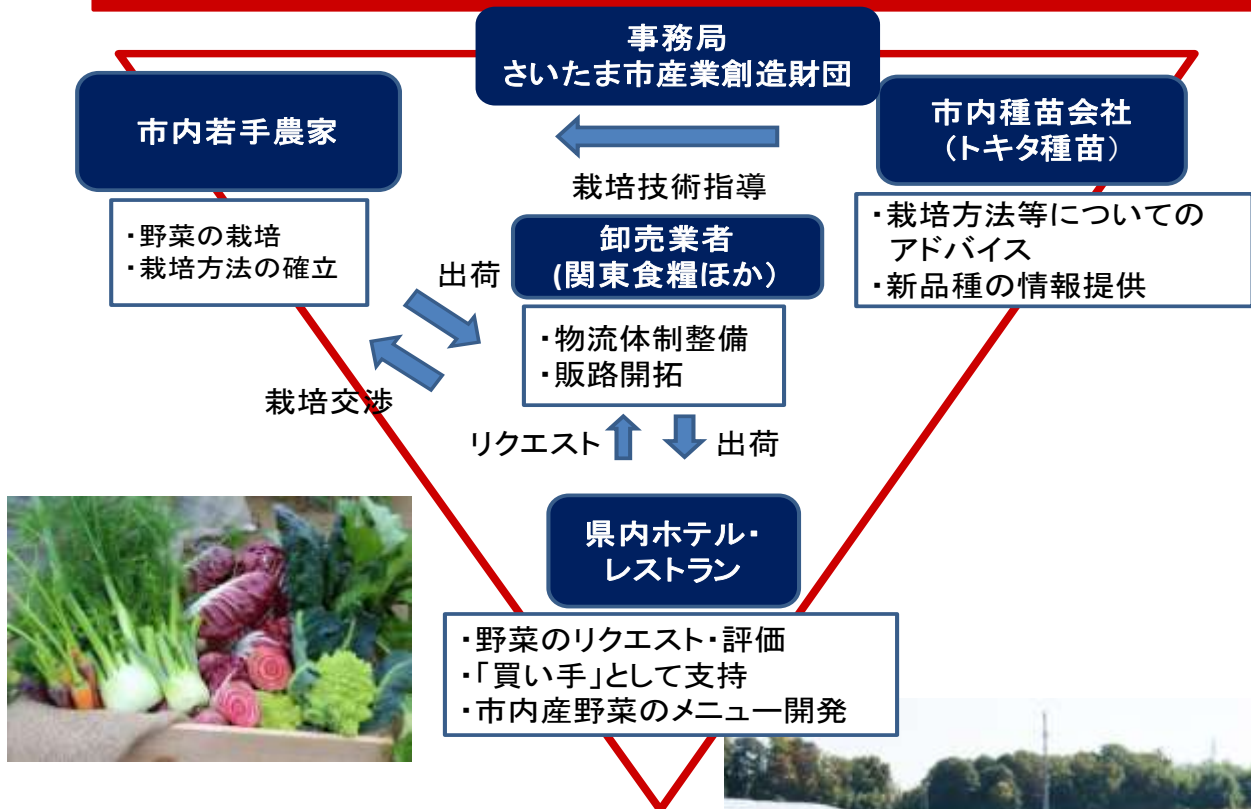 事務局
さいたま市産業創造財団
市内若手農家
市内種苗会社
（トキタ種苗）
栽培技術指導
・野菜の栽培
・栽培方法の確立
・栽培方法等についての
アドバイス
・新品種の情報提供
卸売業者
(関東食糧ほか）
出荷
・物流体制整備
・販路開拓
栽培交渉
リクエスト
出荷
県内ホテル・
レストラン
・野菜のリクエスト・評価
・「買い手」として支持
・市内産野菜のメニュー開発